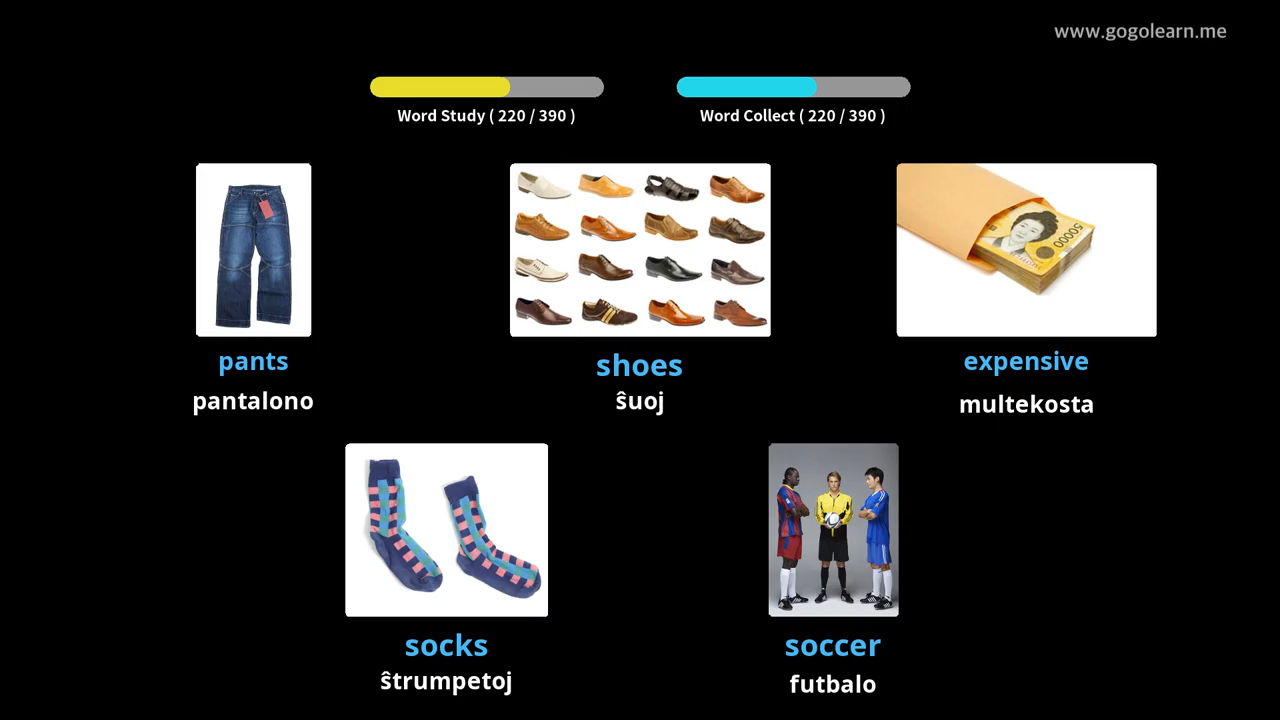 www.gogolearn.me
Word Study ( 220 / 390 )
Word Collect ( 220 / 390 )
50000
pants
shoes
expensive
pantalono
ŝuoj
multekosta
socks
soccer
ŝtrumpetoj
futbalo